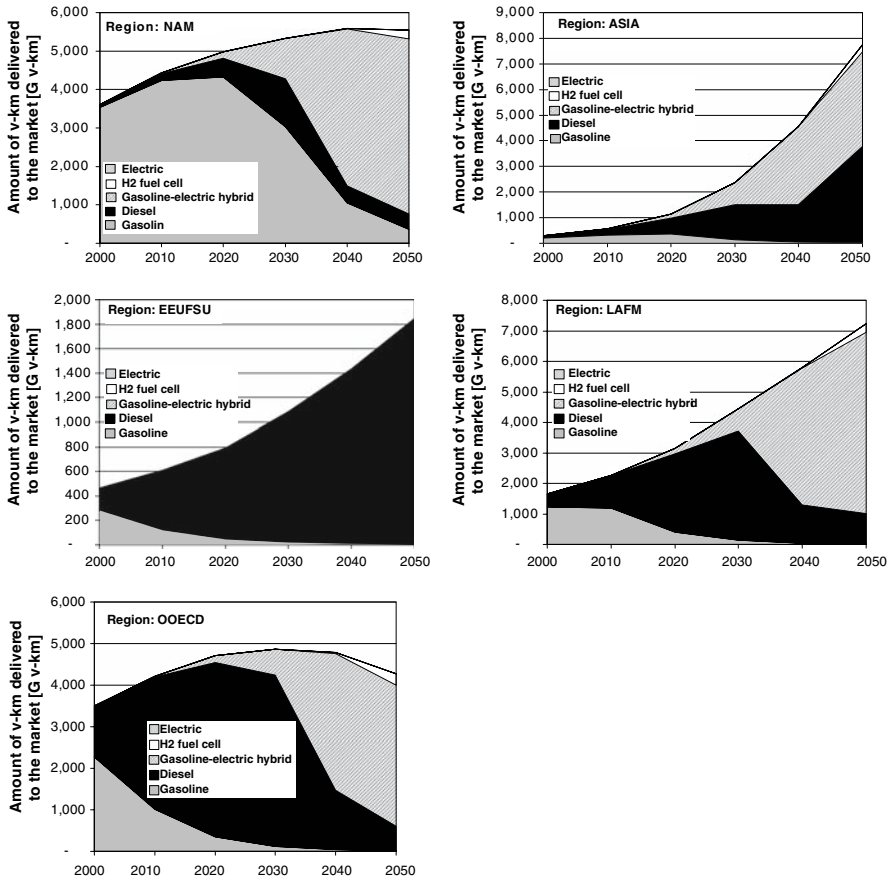 Amount of v-km delivered
to the market [G v-km]
Region: NAM
6,000
5,000
4,000
3,000
2,000
1,000
-
Electric
H2 fuel cell
Gasoline-electric hybrid
Diesel
Gasolin
2000 2010 2020 2030 2040 2050
Amount of v-km delivered
to the market [G v-km]
Region: ASIA
9,000
8,000
7,000
6,000
5,000
4,000
3,000
2,000
1,000
-
Electric
H2 fuel cell
Gasoline-electric hybrid
Diesel
Gasoline
2000 2010 2020 2030 2040 2050
Amount of v-km delivered
to the market [G v-km]
Region: EEUFSU
2,000
1,800
1,600
1,400
1,200
1,000
800
600
400
200
-
Electric
H2 fuel cell
Gasoline-electric hybrid
Diesel
Gasoline
2000 2010 2020 2030 2040 2050
Amount of v-km delivered
to the market [G v-km]
Region: LAFM
8,000
7,000
6,000
5,000
4,000
3,000
2,000
1,000
-
Electric
H2 fuel cell
Gasoline-electric hybrid
Diesel
Gasoline
2000 2010 2020 2030 2040 2050
Amount of v-km delivered
to the market [G v-km]
Region: OOECD
6,000
5,000
4,000
3,000
2,000
1,000
-
Electric
H2 fuel cell
Gasoline-electric hybrid
Diesel
Gasoline
2000 2010 2020 2030 2040 2050